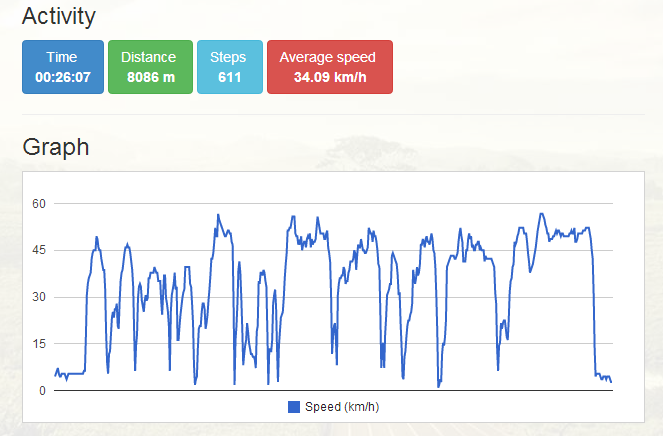 Activity
Time
00:26:07
Distance
8086 m
Steps
611
Average speed
34.09 km/h
Graph
60
45
30
15
0
Speed (km/h)